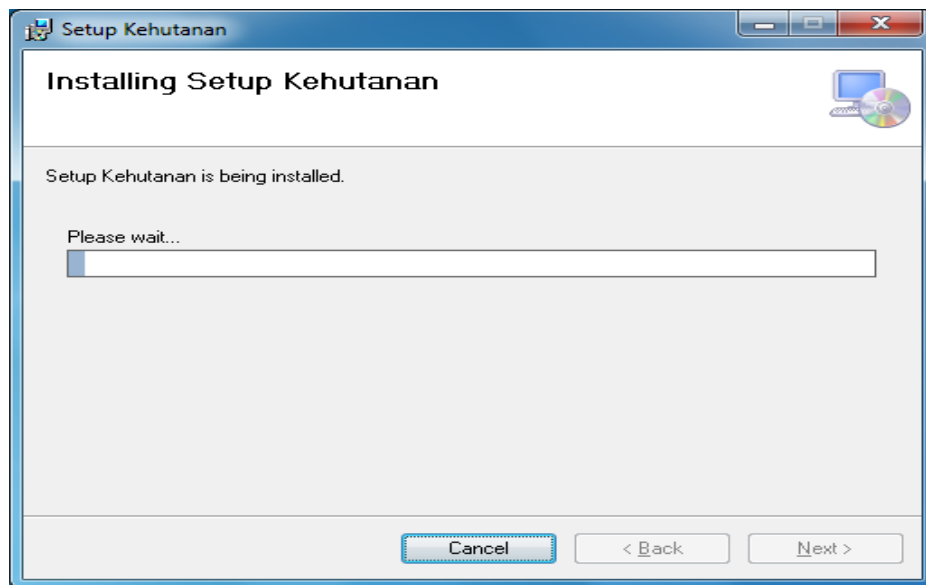 Setup Kehutanan
Installing Setup Kehutanan
Setup Kehutanan is being installed.
Please wait...
Cancel
< Back
Next >